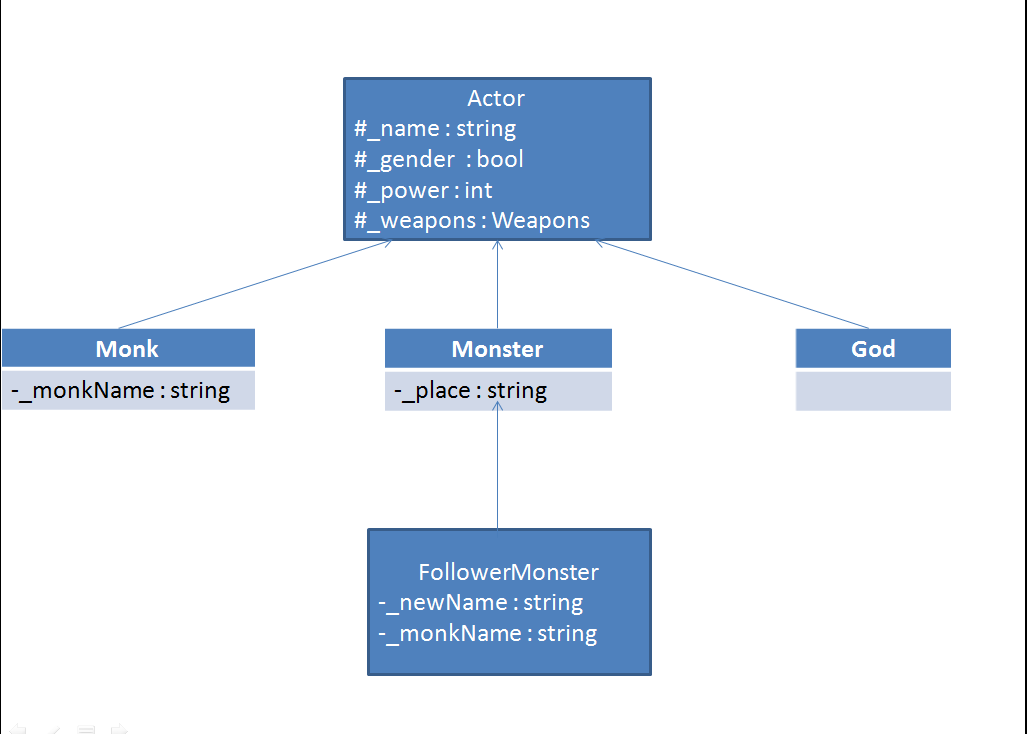 Actor
#_name : string
#_gender : bool
#_power : int
#_weapons : Weapons
Monk
-_monkName : string
Monster
-_place : string
God
FollowerMonster
-_newName : string
-_monkName : string